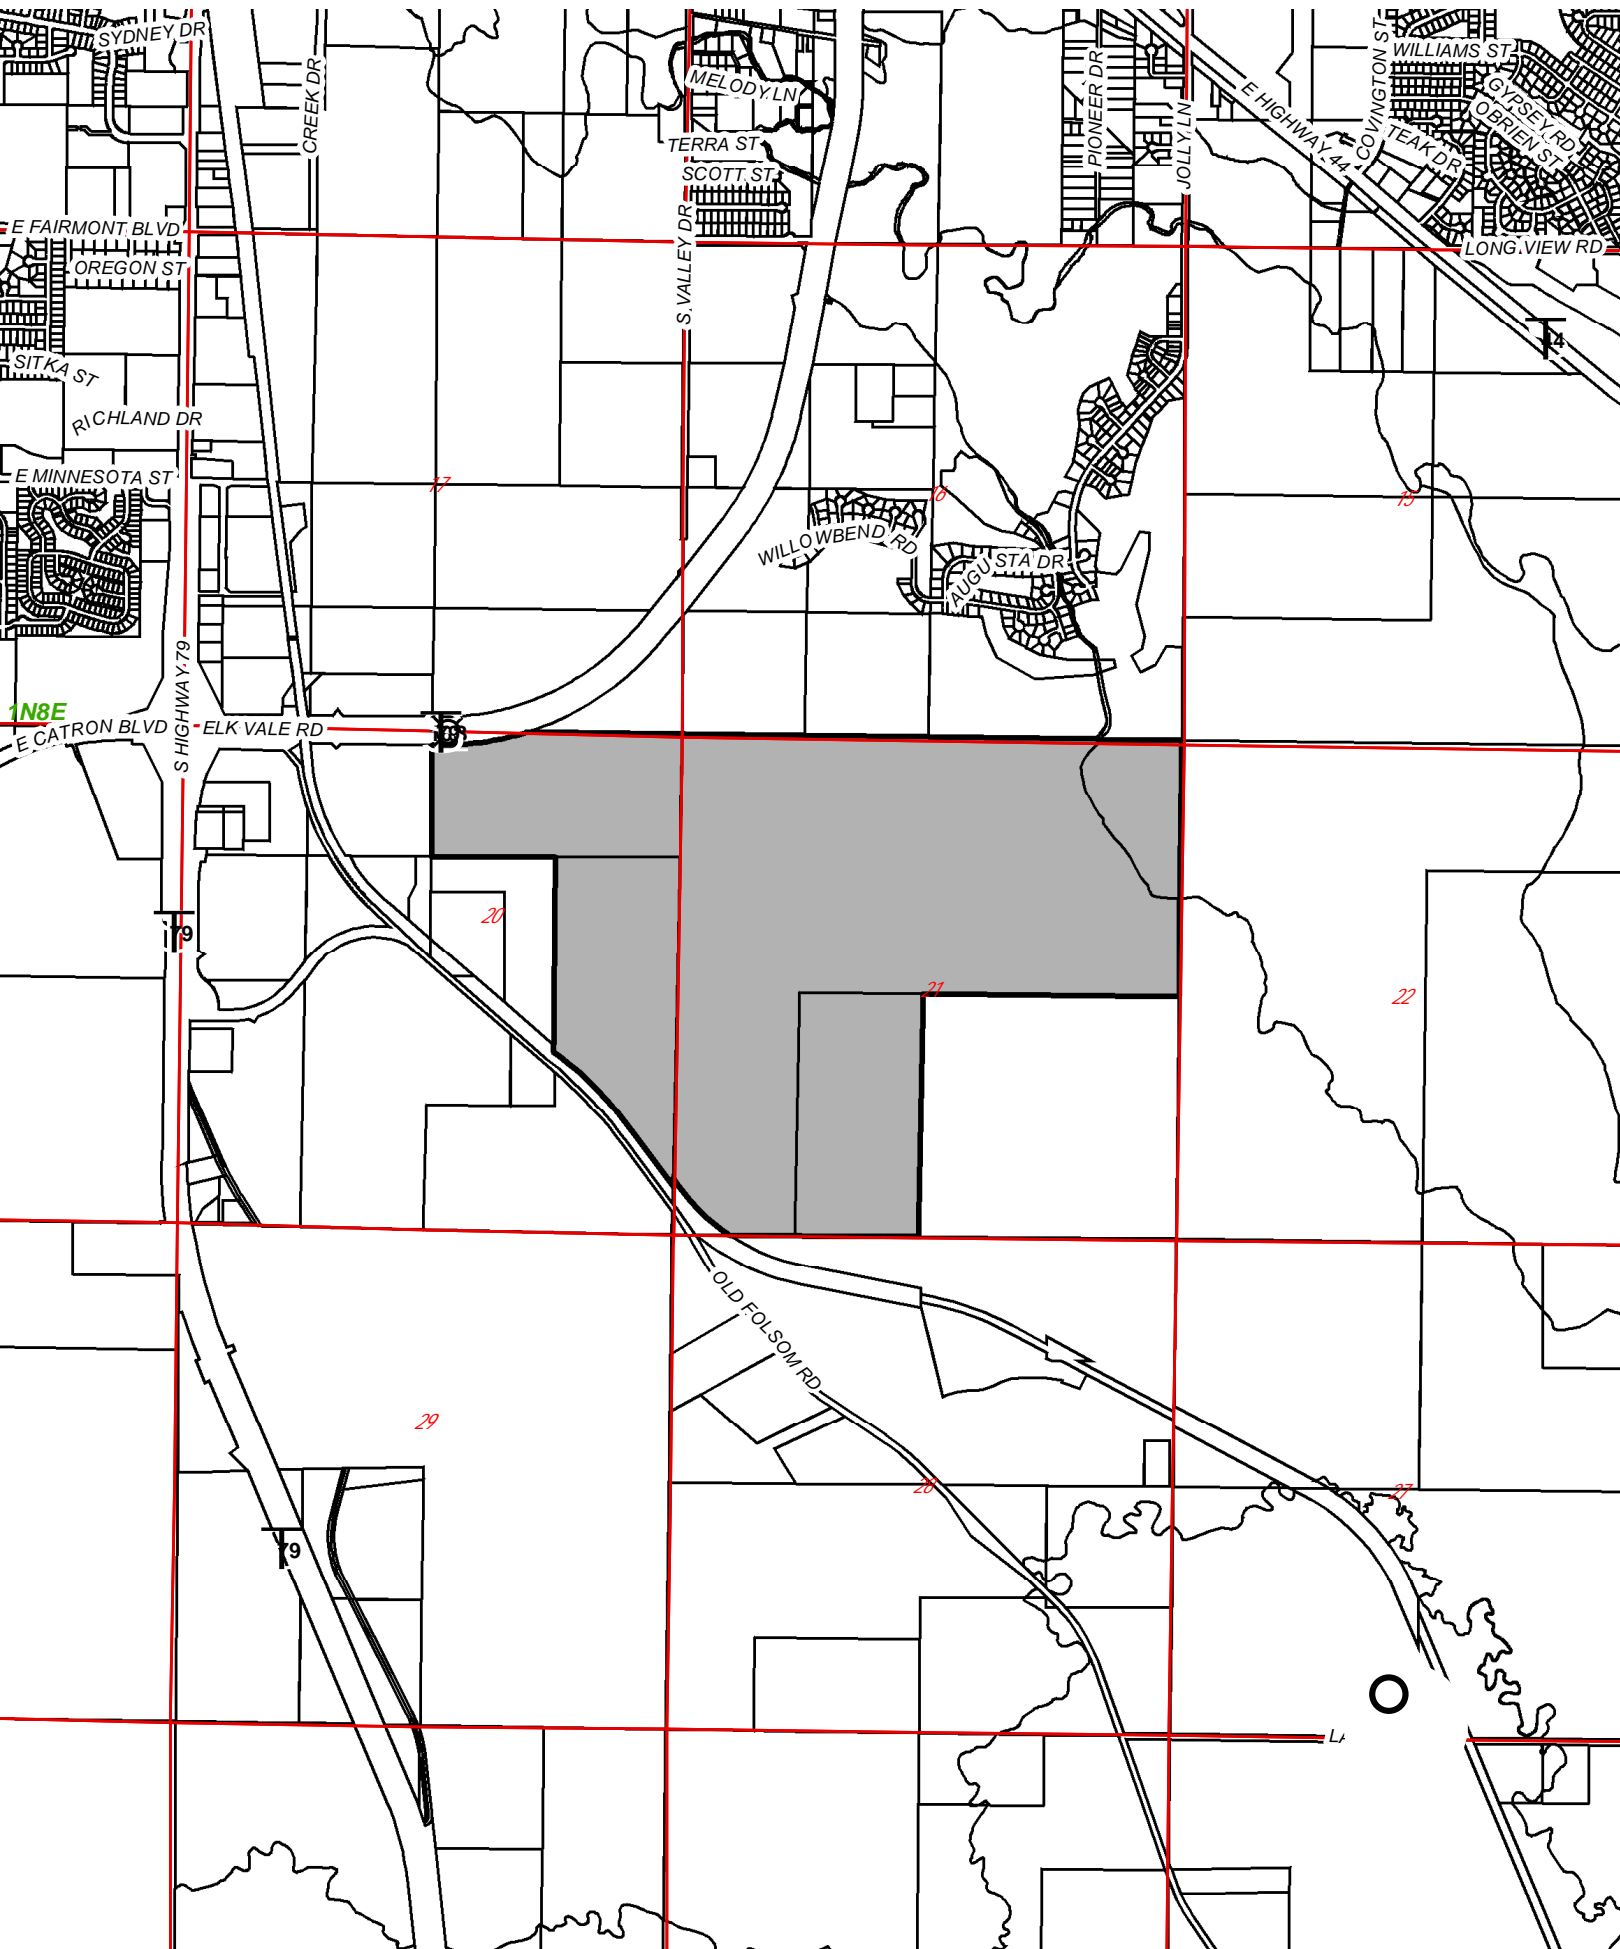 SYDNEY DR
CREEK DR
MELODY LN
TERRA ST
SCOTT ST
PIONEER DR
JOLLY LN
E HIGHWAY 44
COVINGTON ST
WILLIAMS ST
GYPSEY RD
OBRIEN ST
TEAK DR
E FAIRMONT BLVD
OREGON ST
S VALLEY DR
LONG VIEW RD
44
SITKA ST
RICHLAND DR
E MINNESOTA ST
17
16
15
WILLOWBEND RD
AUGUSTA DR
S HIGHWAY 79
1N8E
E CATRON BLVD
ELK VALE RD
79
20
21
22
OLD FOLSOM RD
29
28
27
79